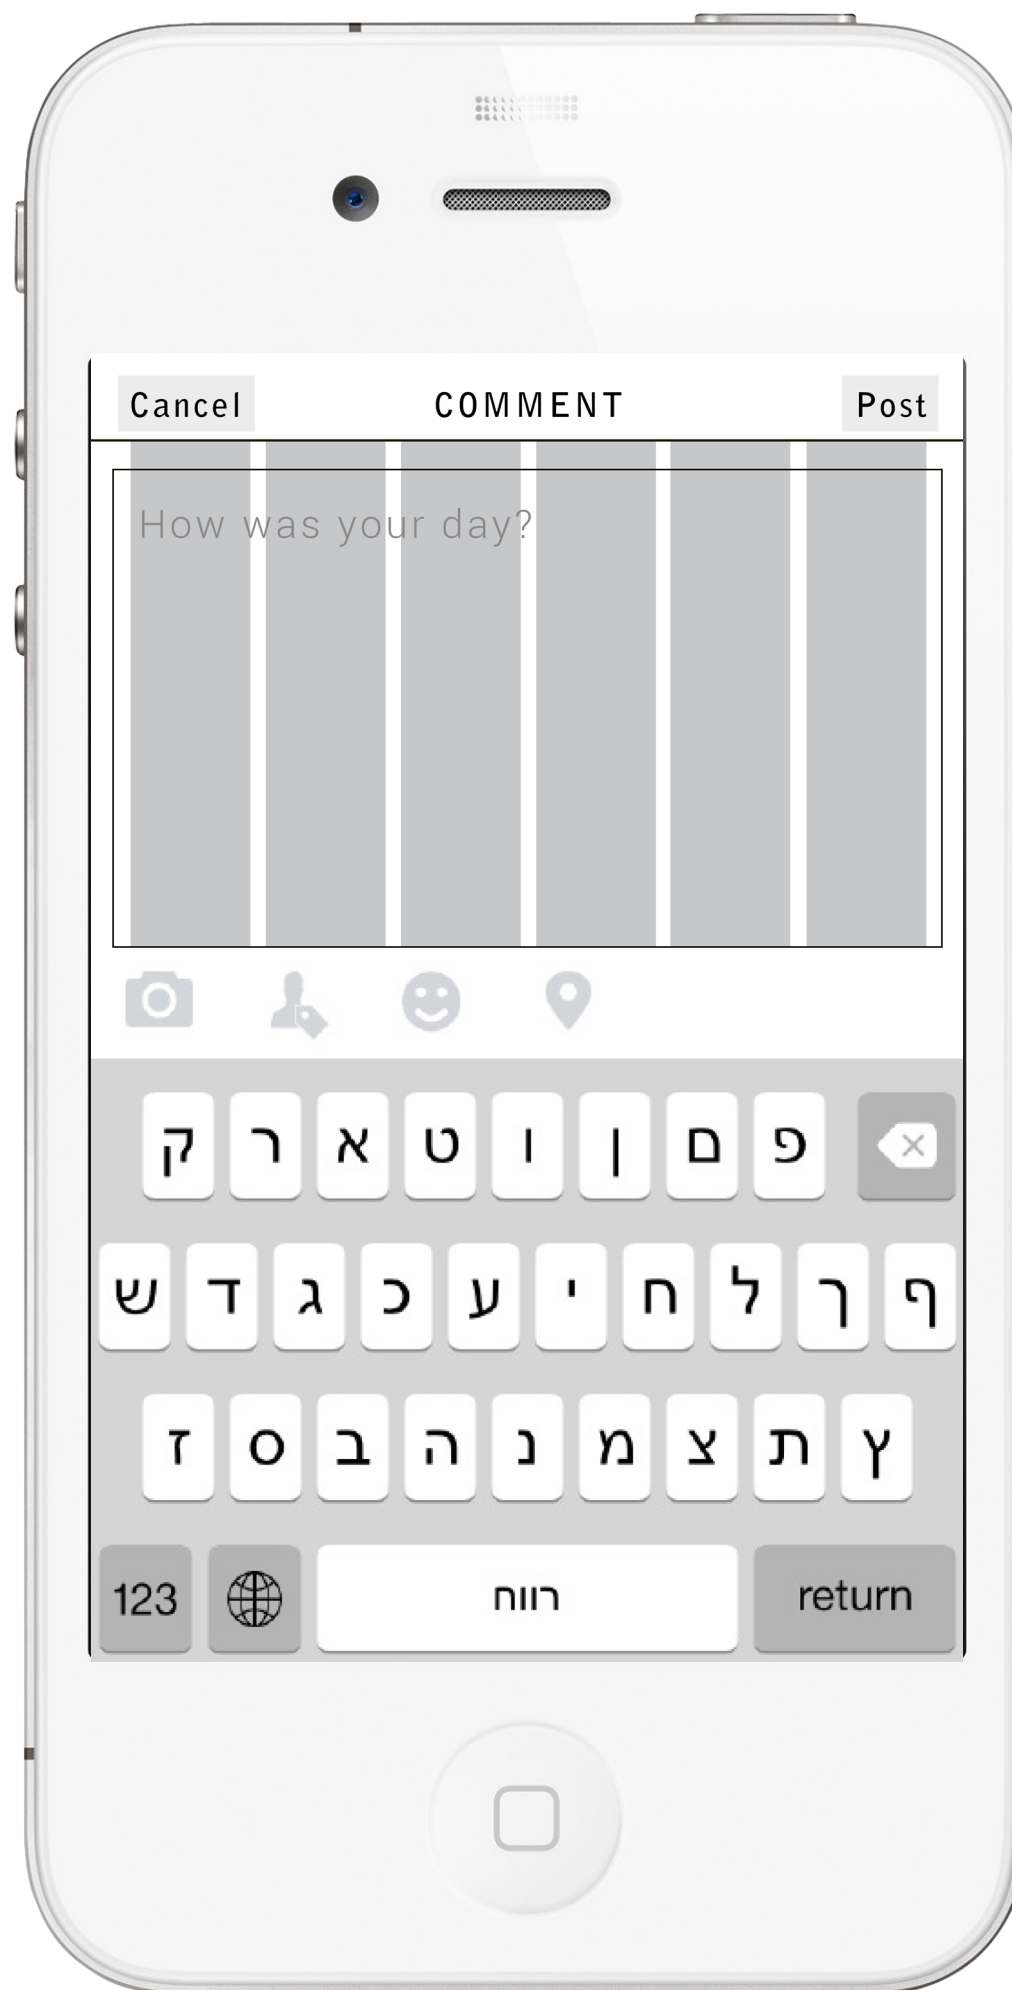 Cancel COMMENT Post
How was your day?
ק ר א ט ו ן ם פ
ש ד ג כ ע י ח ל ך ף
ז ס ב ה נ מ צ ת ץ
123 רווח return